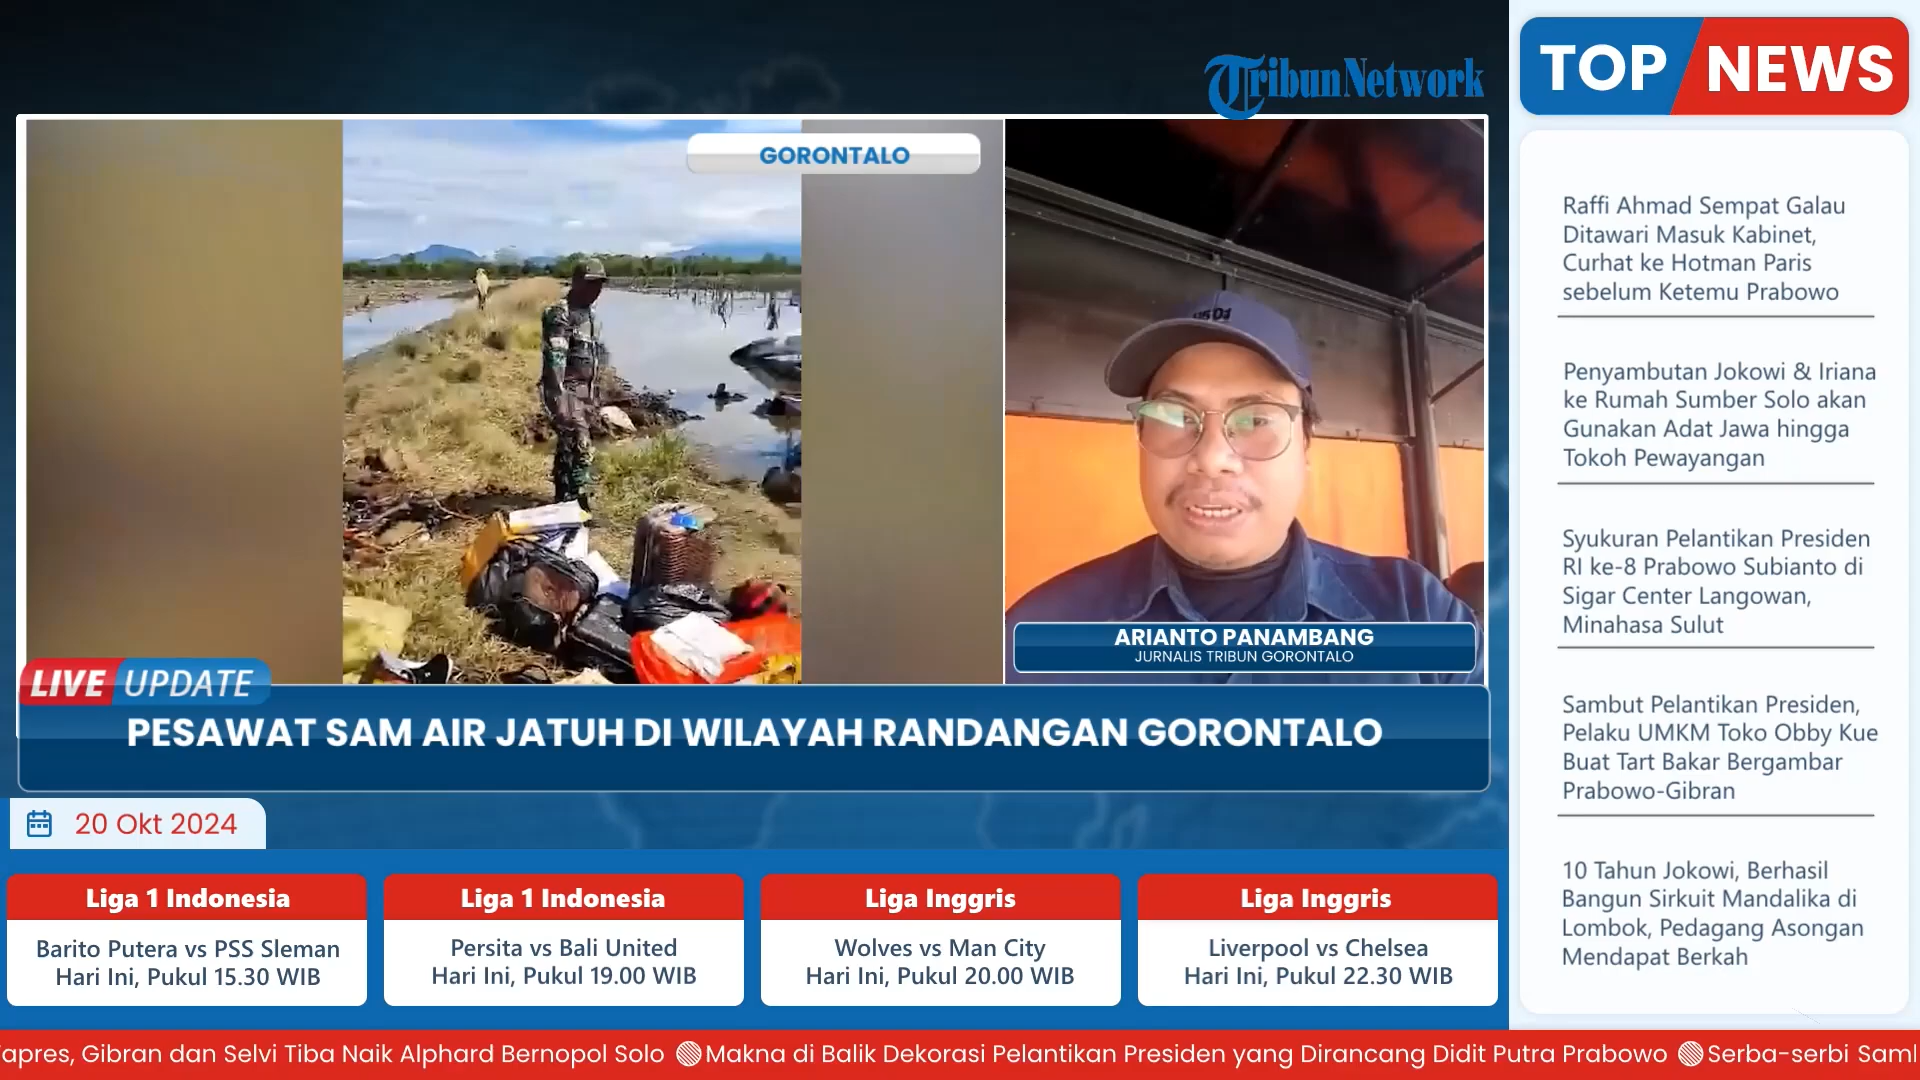 TribunNetwork
GORONTALO
ARIANTO PANAMBANG
JURNALIS TRIBUN GORONTALO
LIVE UPDATE
PESAWAT SAM AIR JATUH DI WILAYAH RANDANGAN GORONTALO
20 Okt 2024
Liga 1 Indonesia
Barito Putera vs PSS Sleman
Hari Ini, Pukul 15.30 WIB
Liga 1 Indonesia
Persita vs Bali United
Hari Ini, Pukul 19.00 WIB
Liga Inggris
Wolves vs Man City
Hari Ini, Pukul 20.00 WIB
Liga Inggris
Liverpool vs Chelsea
Hari Ini, Pukul 22.30 WIB
TOP NEWS
Raffi Ahmad Sempat Galau
Ditawari Masuk Kabinet,
Curhat ke Hotman Paris
sebelum Ketemu Prabowo
Penyambutan Jokowi & Iriana
ke Rumah Sumber Solo akan
Gunakan Adat Jawa hingga
Tokoh Pewayangan
Syukuran Pelantikan Presiden
RI ke-8 Prabowo Subianto di
Sigar Center Langowan,
Minahasa Sulut
Sambut Pelantikan Presiden,
Pelaku UMKM Toko Obby Kue
Buat Tart Bakar Bergambar
Prabowo-Gibran
10 Tahun Jokowi, Berhasil
Bangun Sirkuit Mandalika di
Lombok, Pedagang Asongan
Mendapat Berkah
apres, Gibran dan Selvi Tiba Naik Alphard Bernopol Solo Makna di Balik Dekorasi Pelantikan Presiden yang Dirancang Didit Putra Prabowo Serba-serbi